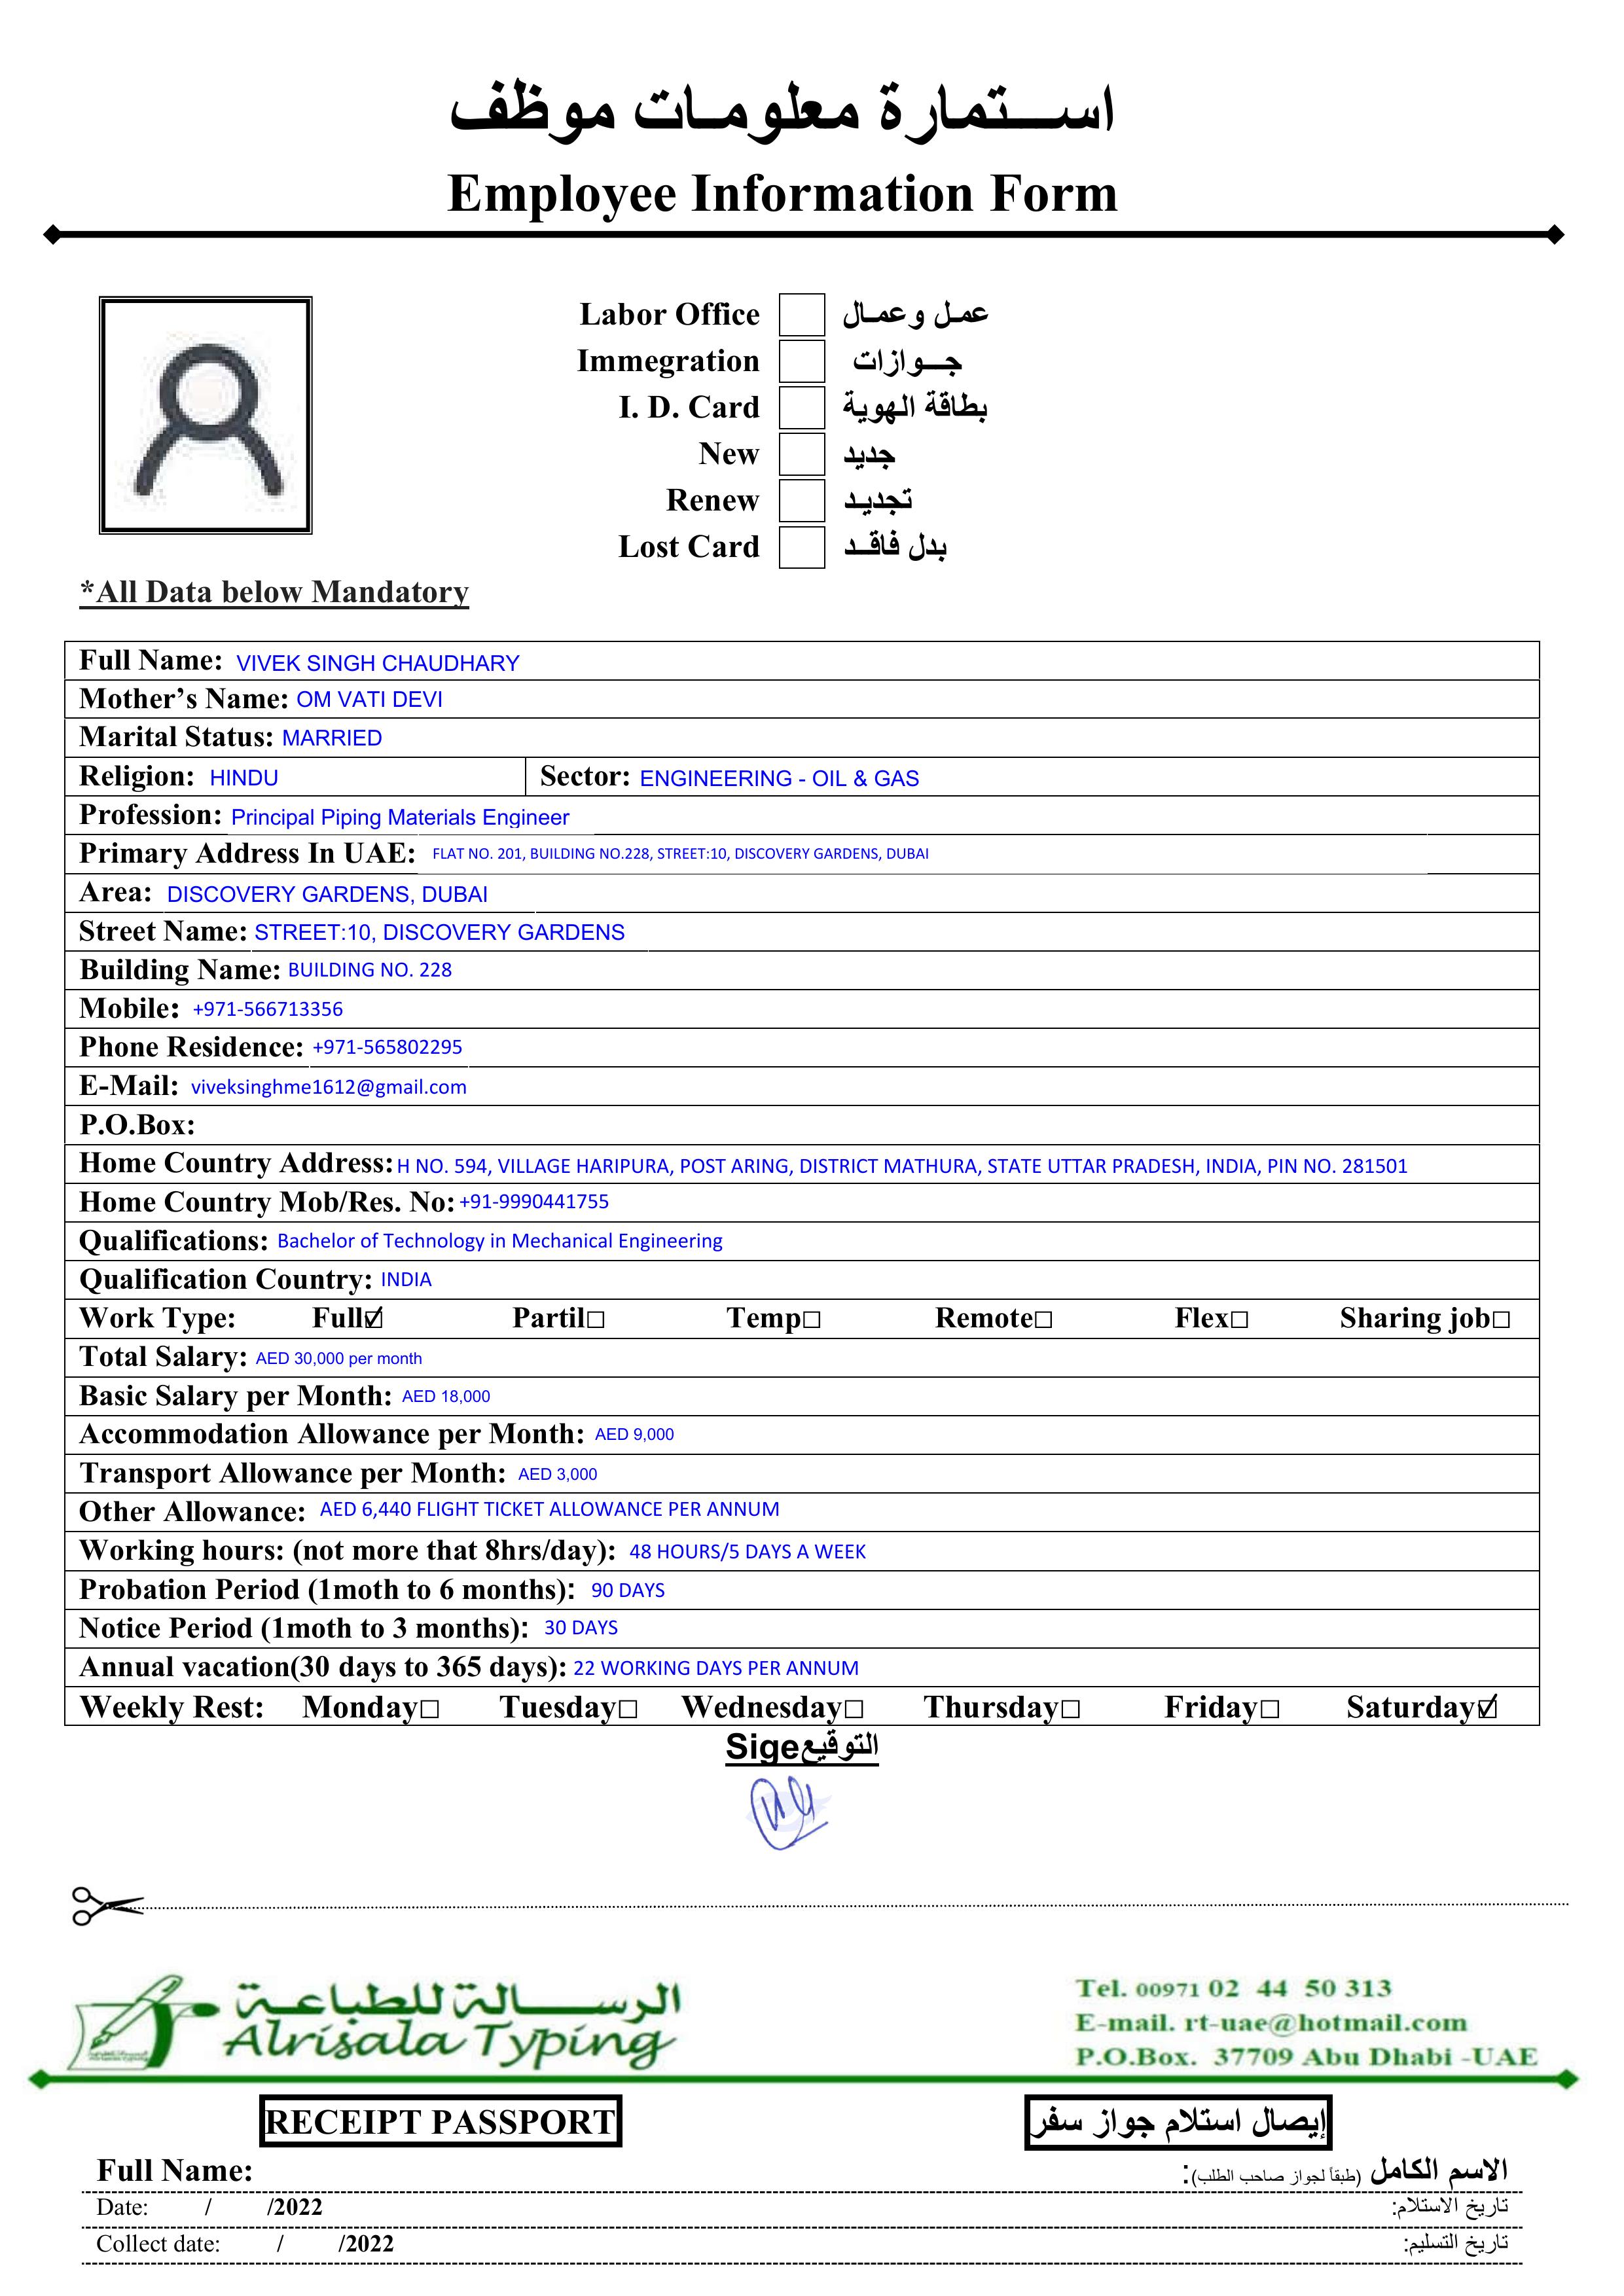 استمارة معلومات موظف
Employee Information Form
Labor Office عمل وعمال
Immegration جوازات
I. D. Card بطاقة الهوية
New جديد
Renew تجديد
Lost Card بدل فاقد
*All Data below Mandatory
Full Name: VIVEK SINGH CHAUDHARY
Mother’s Name: OM VATI DEVI
Marital Status: MARRIED
Religion: HINDU Sector: ENGINEERING - OIL & GAS
Profession: Principal Piping Materials Engineer
Primary Address In UAE: FLAT NO. 201, BUILDING NO.228, STREET:10, DISCOVERY GARDENS, DUBAI
Area: DISCOVERY GARDENS, DUBAI
Street Name: STREET:10, DISCOVERY GARDENS
Building Name: BUILDING NO. 228
Mobile: +971-566713356
Phone Residence: +971-565802295
E-Mail: viveksinghme1612@gmail.com
P.O.Box:
Home Country Address: H NO. 594, VILLAGE HARIPURA, POST ARING, DISTRICT MATHURA, STATE UTTAR PRADESH, INDIA, PIN NO. 281501
Home Country Mob/Res. No: +91-9990441755
Qualifications: Bachelor of Technology in Mechanical Engineering
Qualification Country: INDIA
Work Type: Full☑ Partil□ Temp□ Remote□ Flex□ Sharing job□
Total Salary: AED 30,000 per month
Basic Salary per Month: AED 18,000
Accommodation Allowance per Month: AED 9,000
Transport Allowance per Month: AED 3,000
Other Allowance: AED 6,440 FLIGHT TICKET ALLOWANCE PER ANNUM
Working hours: (not more that 8hrs/day): 48 HOURS/5 DAYS A WEEK
Probation Period (1moth to 6 months): 90 DAYS
Notice Period (1moth to 3 months): 30 DAYS
Annual vacation(30 days to 365 days): 22 WORKING DAYS PER ANNUM
Weekly Rest: Monday□ Tuesday□ Wednesday□ Thursday□ Friday□ Saturday☑
Sigeالتوقيع
الرسالة للطباعة
Alrisala Typing
Tel. 00971 02 44 50 313
E-mail. rt-uae@hotmail.com
P.O.Box. 37709 Abu Dhabi -UAE
RECEIPT PASSPORT إيصال استلام جواز سفر
Full Name: الاسم الكامل (طبقاً لجواز صاحب الطلب):
Date: / /2022 تاريخ الاستلام:
Collect date: / /2022 تاريخ التسليم: